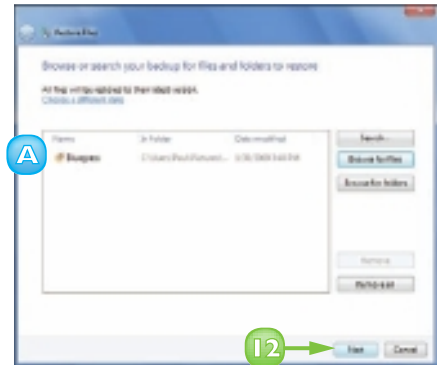 Restore Files
Browse or search your backup for files and folders to restore
All files will be restored to their latest version.
Choose a different date
Name In folder Date modified
Search...
A
Browse for files
Browse for folders
Remove
Remove all
12
Next Cancel